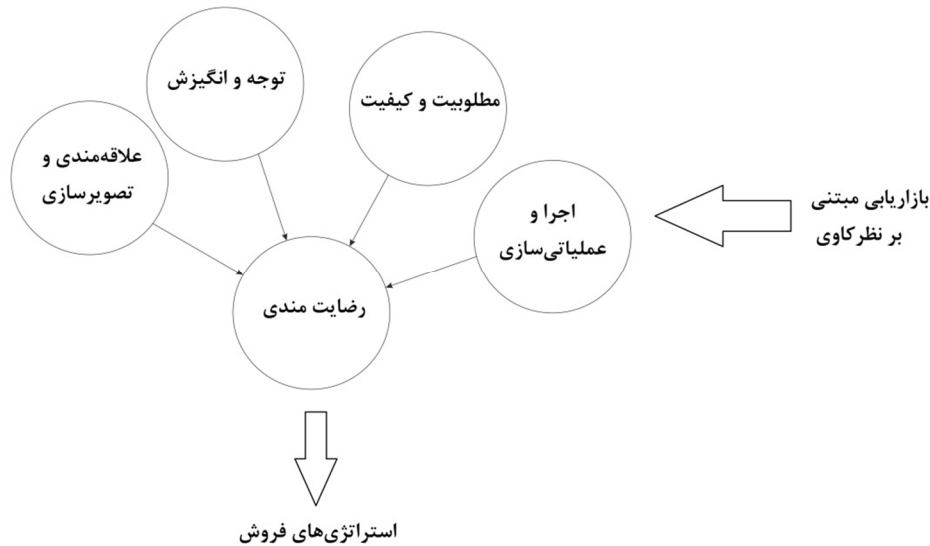 توجه و انگیزش
مطلوبیت و کیفیت
علاقه‌مندی و
تصویرسازی
اجرا و
عملیاتی‌سازی
بازاریابی مبتنی
بر نظرکاوی
رضایت مندی
استراتژی‌های فروش